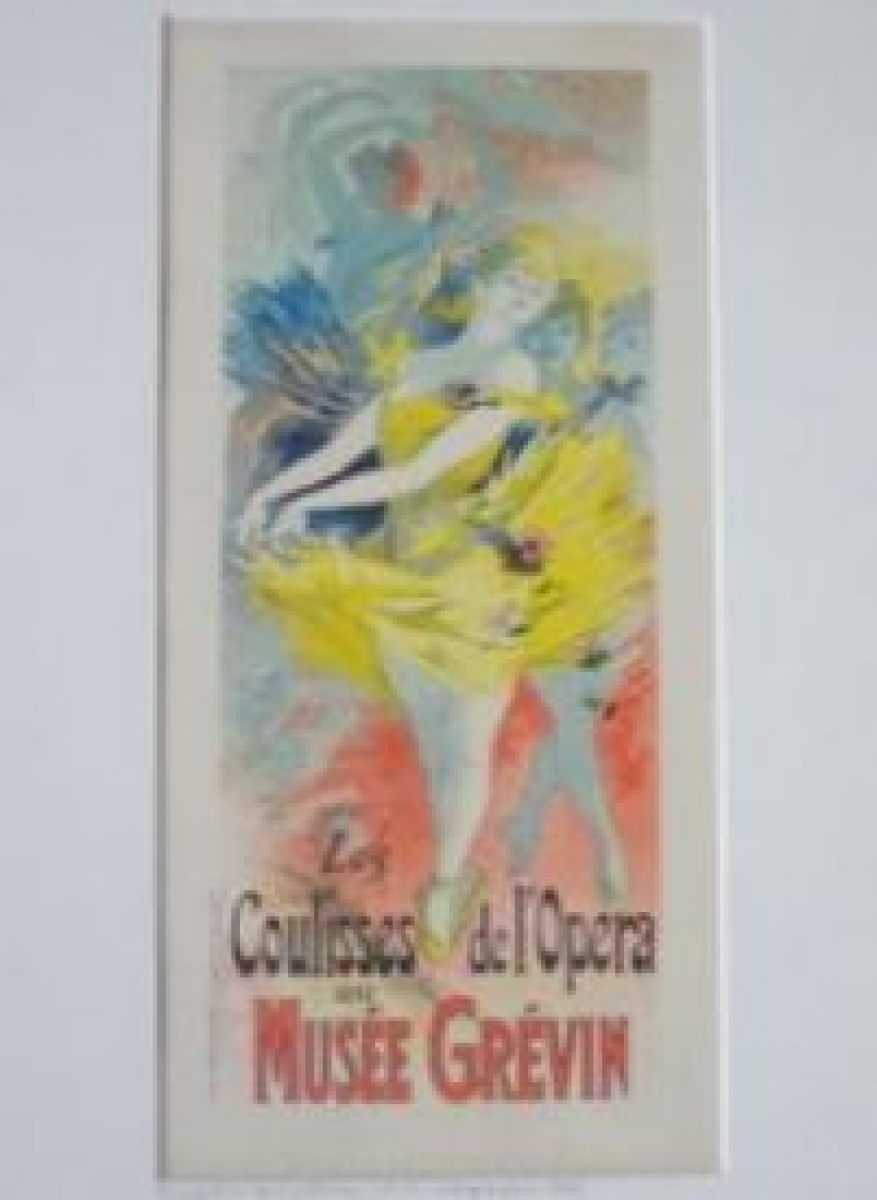 Les
Coulisses de l'Opera
au
MUSÉE GRÉVIN